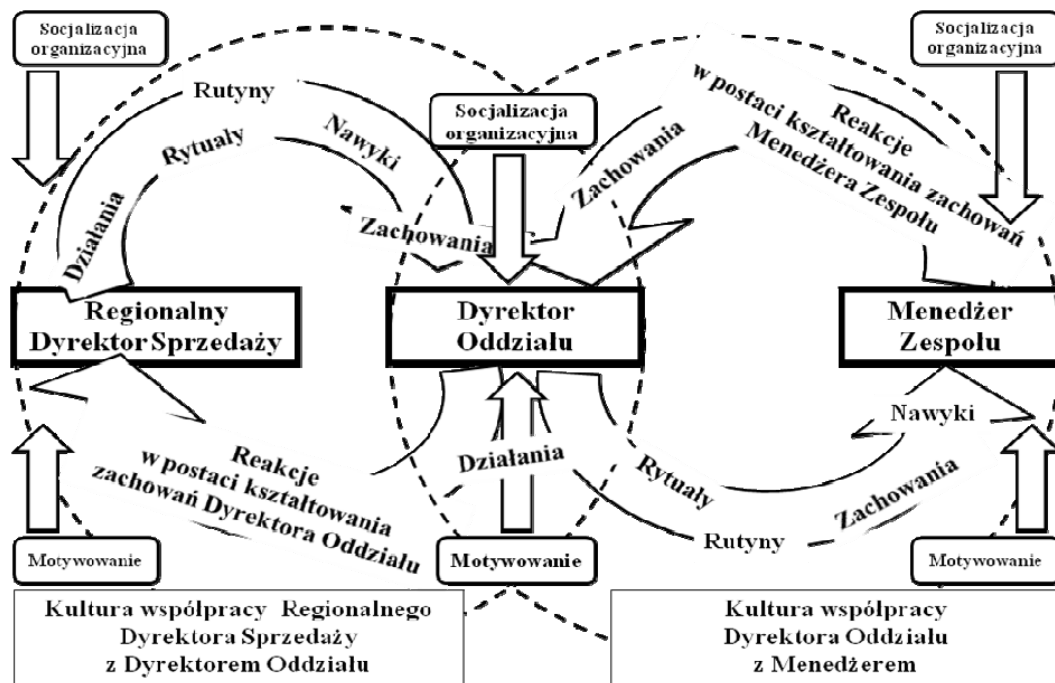 Socjalizacja
organizacyjna
Socjalizacja
organizacyjna
Socjalizacja
organizacyjna
Rutyny
Rytuały
Nawyki
Działania
Zachowania
Zachowania
Reakcje
w postaci kształtowania zachowań
Menedżera Zespołu
Regionalny
Dyrektor Sprzedaży
Dyrektor
Oddziału
Menedżer
Zespołu
Reakcje
w postaci kształtowania
zachowań Dyrektora Oddziału
Działania
Rytuały
Rutyny
Nawyki
Zachowania
Motywowanie
Motywowanie
Motywowanie
Kultura współpracy Regionalnego
Dyrektora Sprzedaży
z Dyrektorem Oddziału
Kultura współpracy
Dyrektora Oddziału
z Menedżerem